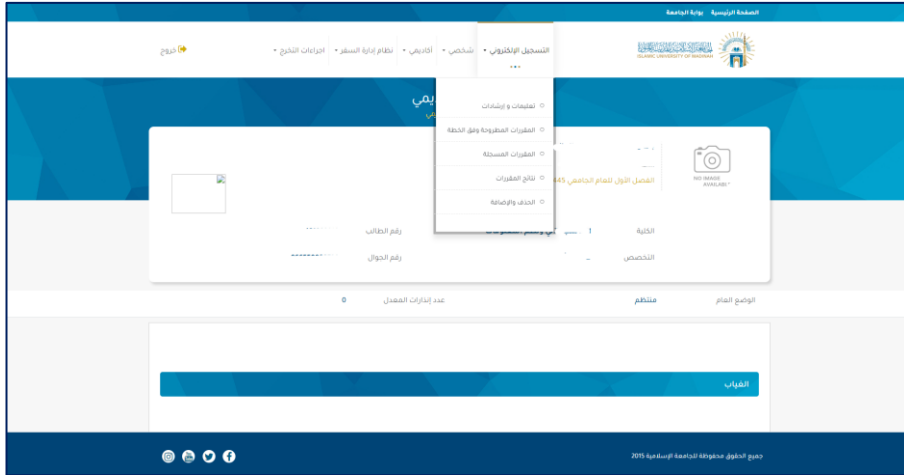 الصفحة الرئيسية بوابة الجامعة
ISLAMIC UNIVERSITY OF MADINAH
التسجيل الإلكتروني شخصي أكاديمي نظام إدارة السفر اجراءات التخرج خروج
تعليمات و إرشادات
المقررات المطروحة وفق الخطة
المقررات المسجلة
نتائج المقررات
الحذف والإضافة
NO IMAGE
AVAILABE
الفصل الأول للعام الجامعي 445
الكلية
رقم الطالب
التخصص
رقم الجوال
الوضع العام منتظم عدد إنذارات المعدل 0
الغياب
جميع الحقوق محفوظة للجامعة الإسلامية 2015